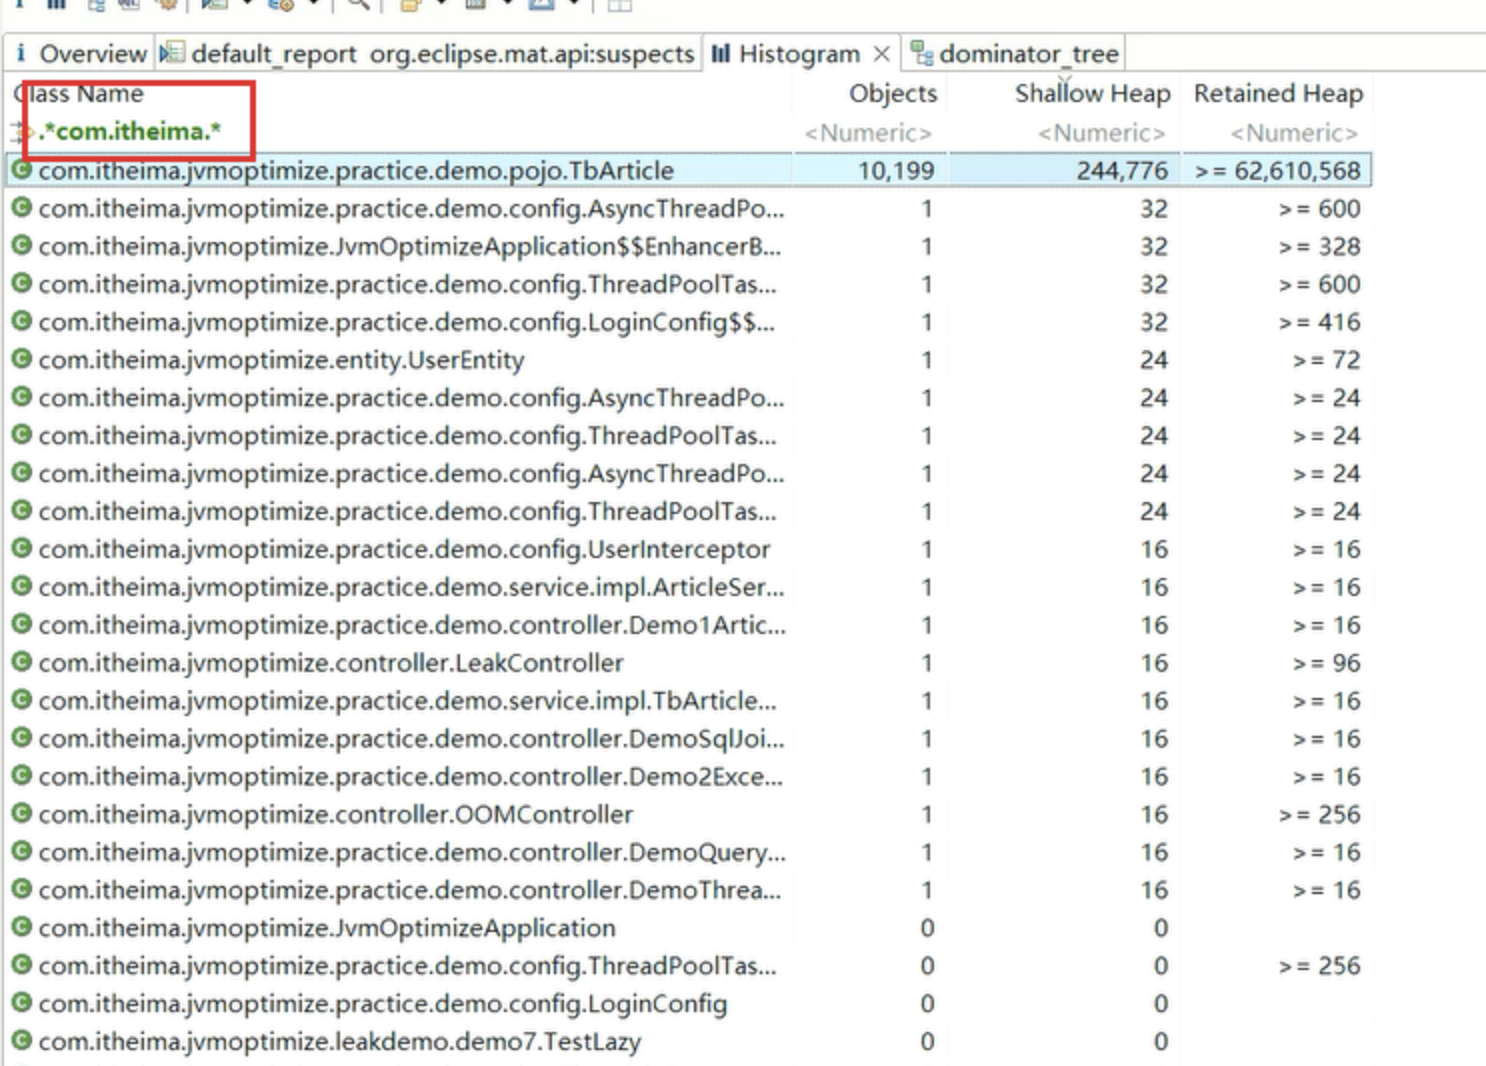 Overview default_report org.eclipse.mat.api:suspects Histogram dominator_tree
Class Name Objects Shallow Heap Retained Heap
.*com.itheima.* <Numeric> <Numeric> <Numeric>
com.itheima.jvmoptimize.practice.demo.pojo.TbArticle 10,199 244,776 >= 62,610,568
com.itheima.jvmoptimize.practice.demo.config.AsyncThreadPo... 1 32 >= 600
com.itheima.jvmoptimize.JvmOptimizeApplication$$EnhancerB... 1 32 >= 328
com.itheima.jvmoptimize.practice.demo.config.ThreadPoolTas... 1 32 >= 600
com.itheima.jvmoptimize.practice.demo.config.LoginConfig$$... 1 32 >= 416
com.itheima.jvmoptimize.entity.UserEntity 1 24 >= 72
com.itheima.jvmoptimize.practice.demo.config.AsyncThreadPo... 1 24 >= 24
com.itheima.jvmoptimize.practice.demo.config.ThreadPoolTas... 1 24 >= 24
com.itheima.jvmoptimize.practice.demo.config.AsyncThreadPo... 1 24 >= 24
com.itheima.jvmoptimize.practice.demo.config.ThreadPoolTas... 1 24 >= 24
com.itheima.jvmoptimize.practice.demo.config.UserInterceptor 1 16 >= 16
com.itheima.jvmoptimize.practice.demo.service.impl.ArticleSer... 1 16 >= 16
com.itheima.jvmoptimize.practice.demo.controller.Demo1Artic... 1 16 >= 16
com.itheima.jvmoptimize.controller.LeakController 1 16 >= 96
com.itheima.jvmoptimize.practice.demo.service.impl.TbArticle... 1 16 >= 16
com.itheima.jvmoptimize.practice.demo.controller.DemoSqlJoi... 1 16 >= 16
com.itheima.jvmoptimize.practice.demo.controller.Demo2Exce... 1 16 >= 16
com.itheima.jvmoptimize.controller.OOMController 1 16 >= 256
com.itheima.jvmoptimize.practice.demo.controller.DemoQuery... 1 16 >= 16
com.itheima.jvmoptimize.practice.demo.controller.DemoThrea... 1 16 >= 16
com.itheima.jvmoptimize.JvmOptimizeApplication 0 0
com.itheima.jvmoptimize.practice.demo.config.ThreadPoolTas... 0 0 >= 256
com.itheima.jvmoptimize.practice.demo.config.LoginConfig 0 0
com.itheima.jvmoptimize.leakdemo.demo7.TestLazy 0 0